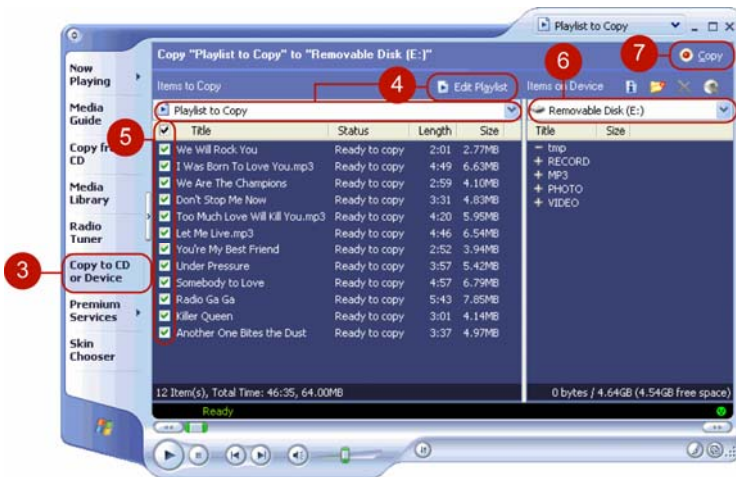 Playlist to Copy
Copy "Playlist to Copy" to "Removable Disk (E:)"
6
7
Copy
Now
Playing
Items to Copy
4
Edit Playlist
Items on Device
Media
Guide
Playlist to Copy
Removable Disk (E:)
5
Title Status Length Size
Title Size
Copy fr
CD
We Will Rock You Ready to copy 2:01 2.77MB
I Was Born To Love You.mp3 Ready to copy 4:49 6.63MB
We Are The Champions Ready to copy 2:59 4.10MB
Don't Stop Me Now Ready to copy 3:31 4.83MB
Too Much Love Will Kill You.mp3 Ready to copy 4:20 5.95MB
Let Me Live.mp3 Ready to copy 4:46 6.54MB
You're My Best Friend Ready to copy 2:52 3.94MB
Under Pressure Ready to copy 3:57 5.42MB
Somebody to Love Ready to copy 4:57 6.79MB
Radio Ga Ga Ready to copy 5:43 7.85MB
Killer Queen Ready to copy 3:01 4.14MB
Another One Bites the Dust Ready to copy 3:37 4.97MB
tmp
RECORD
MP3
PHOTO
VIDEO
Media
Library
Radio
Tuner
3
Copy to CD
or Device
Premium
Services
Skin
Chooser
12 Item(s), Total Time: 46:35, 64.00MB
0 bytes / 4.64GB (4.54GB free space)
Ready